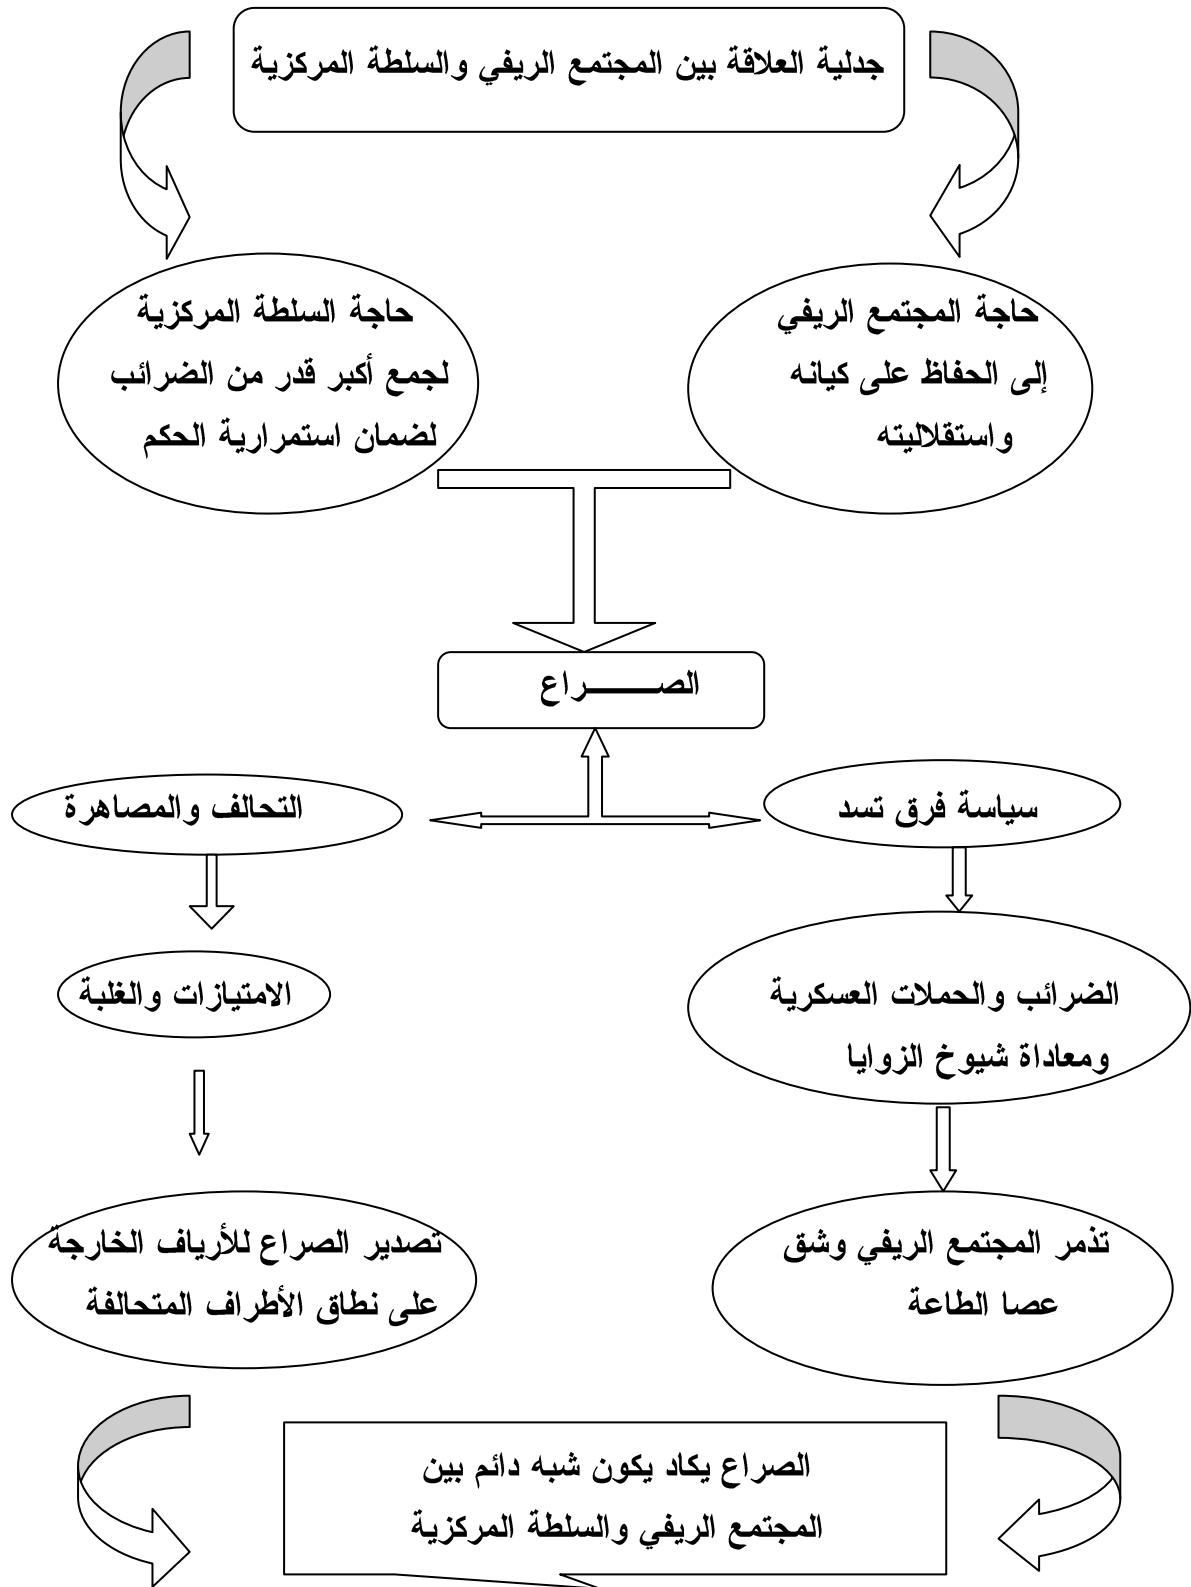 جدلية العلاقة بين المجتمع الريفي والسلطة المركزية
حاجة المجتمع الريفي
إلى الحفاظ على كيانه
واستقلاليته
حاجة السلطة المركزية
لجمع أكبر قدر من الضرائب
لضمان استمرارية الحكم
الصـــــــراع
سياسة فرق تسد
التحالف والمصاهرة
الضرائب والحملات العسكرية
ومعاداة شيوخ الزوايا
الامتيازات والغلبة
تذمر المجتمع الريفي وشق
عصا الطاعة
تصدير الصراع للأرياف الخارجة
على نطاق الأطراف المتحالفة
الصراع يكاد يكون شبه دائم بين
المجتمع الريفي والسلطة المركزية